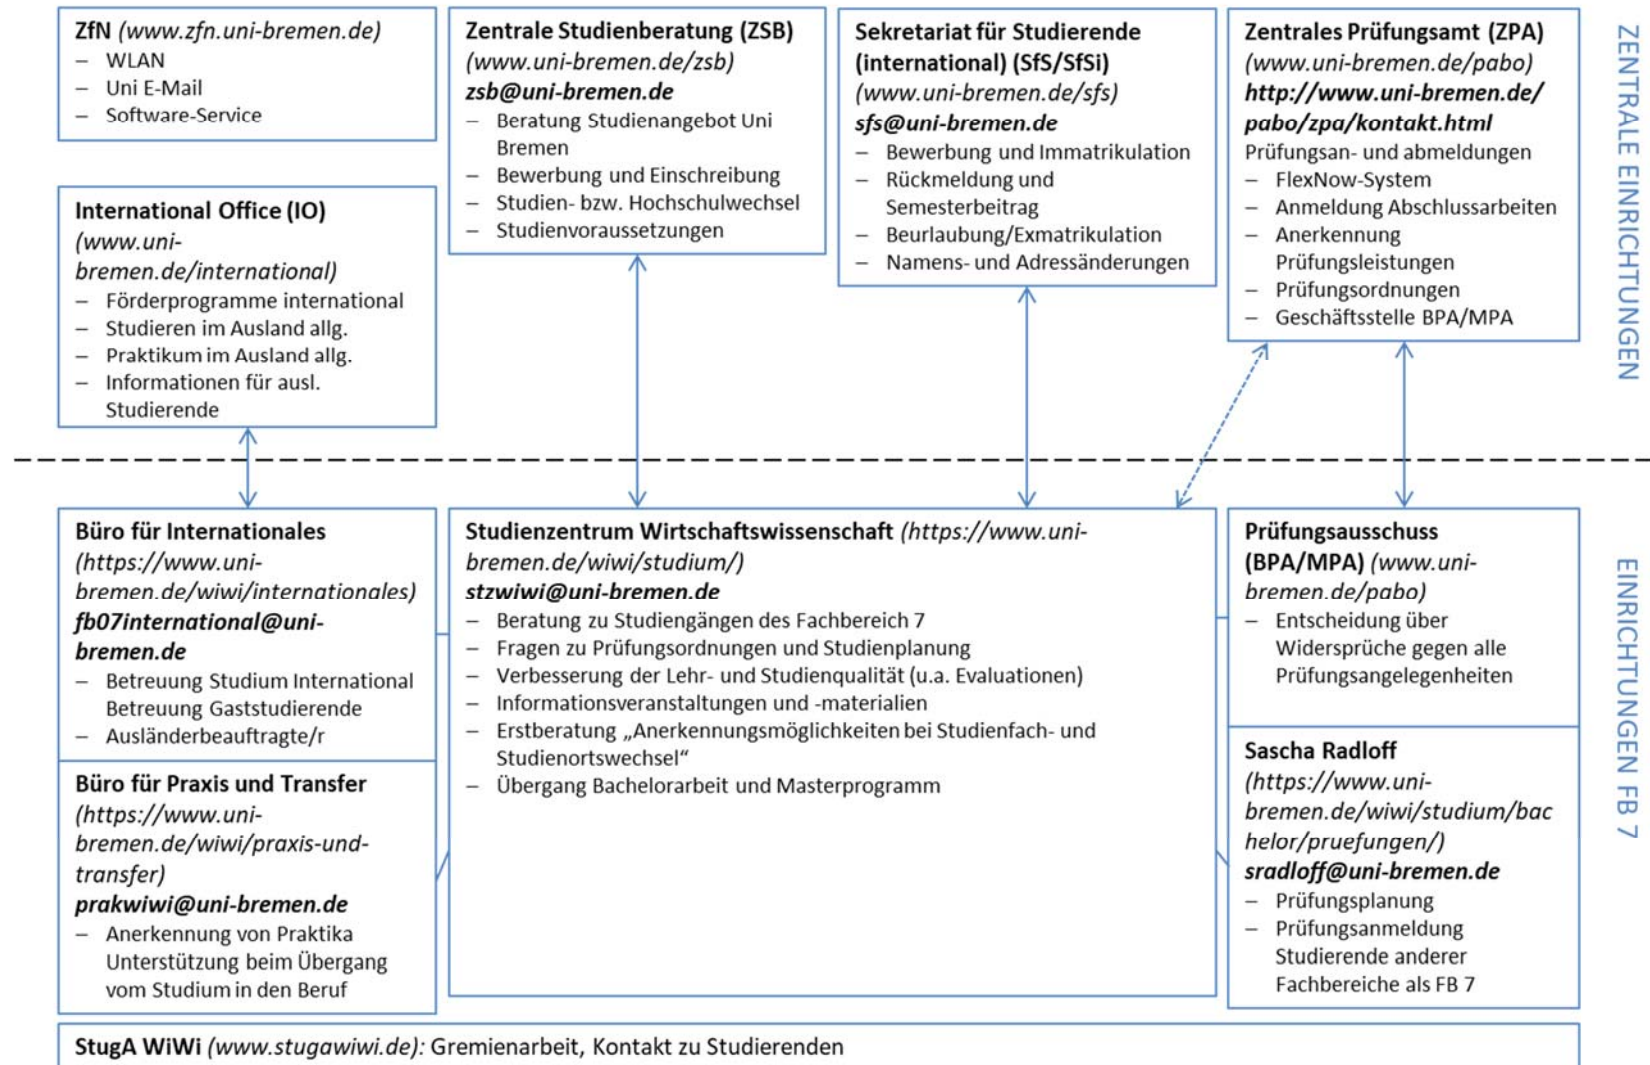 ZfN (www.zfn.uni-bremen.de)
– WLAN
– Uni E-Mail
– Software-Service
International Office (IO)
(www.uni-
bremen.de/international)
– Förderprogramme international
– Studieren im Ausland allg.
– Praktikum im Ausland allg.
– Informationen für ausl.
Studierende
Zentrale Studienberatung (ZSB)
(www.uni-bremen.de/zsb)
zsb@uni-bremen.de
– Beratung Studienangebot Uni
Bremen
– Bewerbung und Einschreibung
– Studien- bzw. Hochschulwechsel
– Studienvoraussetzungen
Sekretariat für Studierende
(international) (SfS/SfSi)
(www.uni-bremen.de/sfs)
sfs@uni-bremen.de
– Bewerbung und Immatrikulation
– Rückmeldung und
Semesterbeitrag
– Beurlaubung/Exmatrikulation
– Namens- und Adressänderungen
Zentrales Prüfungsamt (ZPA)
(www.uni-bremen.de/pabo)
http://www.uni-bremen.de/
pabo/zpa/kontakt.html
Prüfungsan- und abmeldungen
– FlexNow-System
– Anmeldung Abschlussarbeiten
– Anerkennung
Prüfungsleistungen
– Prüfungsordnungen
– Geschäftsstelle BPA/MPA
ZENTRALE EINRICHTUNGEN
Büro für Internationales
(https://www.uni-
bremen.de/wiwi/internationales)
fb07international@uni-
bremen.de
– Betreuung Studium International
Betreuung Gaststudierende
– Ausländerbeauftragte/r
Büro für Praxis und Transfer
(https://www.uni-
bremen.de/wiwi/praxis-und-
transfer)
prakwiwi@uni-bremen.de
– Anerkennung von Praktika
Unterstützung beim Übergang
vom Studium in den Beruf
Studienzentrum Wirtschaftswissenschaft (https://www.uni-
bremen.de/wiwi/studium/)
stzwiwi@uni-bremen.de
– Beratung zu Studiengängen des Fachbereich 7
– Fragen zu Prüfungsordnungen und Studienplanung
– Verbesserung der Lehr- und Studienqualität (u.a. Evaluationen)
– Informationsveranstaltungen und -materialien
– Erstberatung „Anerkennungsmöglichkeiten bei Studienfach- und
Studienortswechsel“
– Übergang Bachelorarbeit und Masterprogramm
Prüfungsausschuss
(BPA/MPA) (www.uni-
bremen.de/pabo)
– Entscheidung über
Widersprüche gegen alle
Prüfungsangelegenheiten
Sascha Radloff
(https://www.uni-
bremen.de/wiwi/studium/bac
helor/pruefungen/)
sradloff@uni-bremen.de
– Prüfungsplanung
– Prüfungsanmeldung
Studierende anderer
Fachbereiche als FB 7
EINRICHTUNGEN FB 7
StugA WiWi (www.stugawiwi.de): Gremienarbeit, Kontakt zu Studierenden